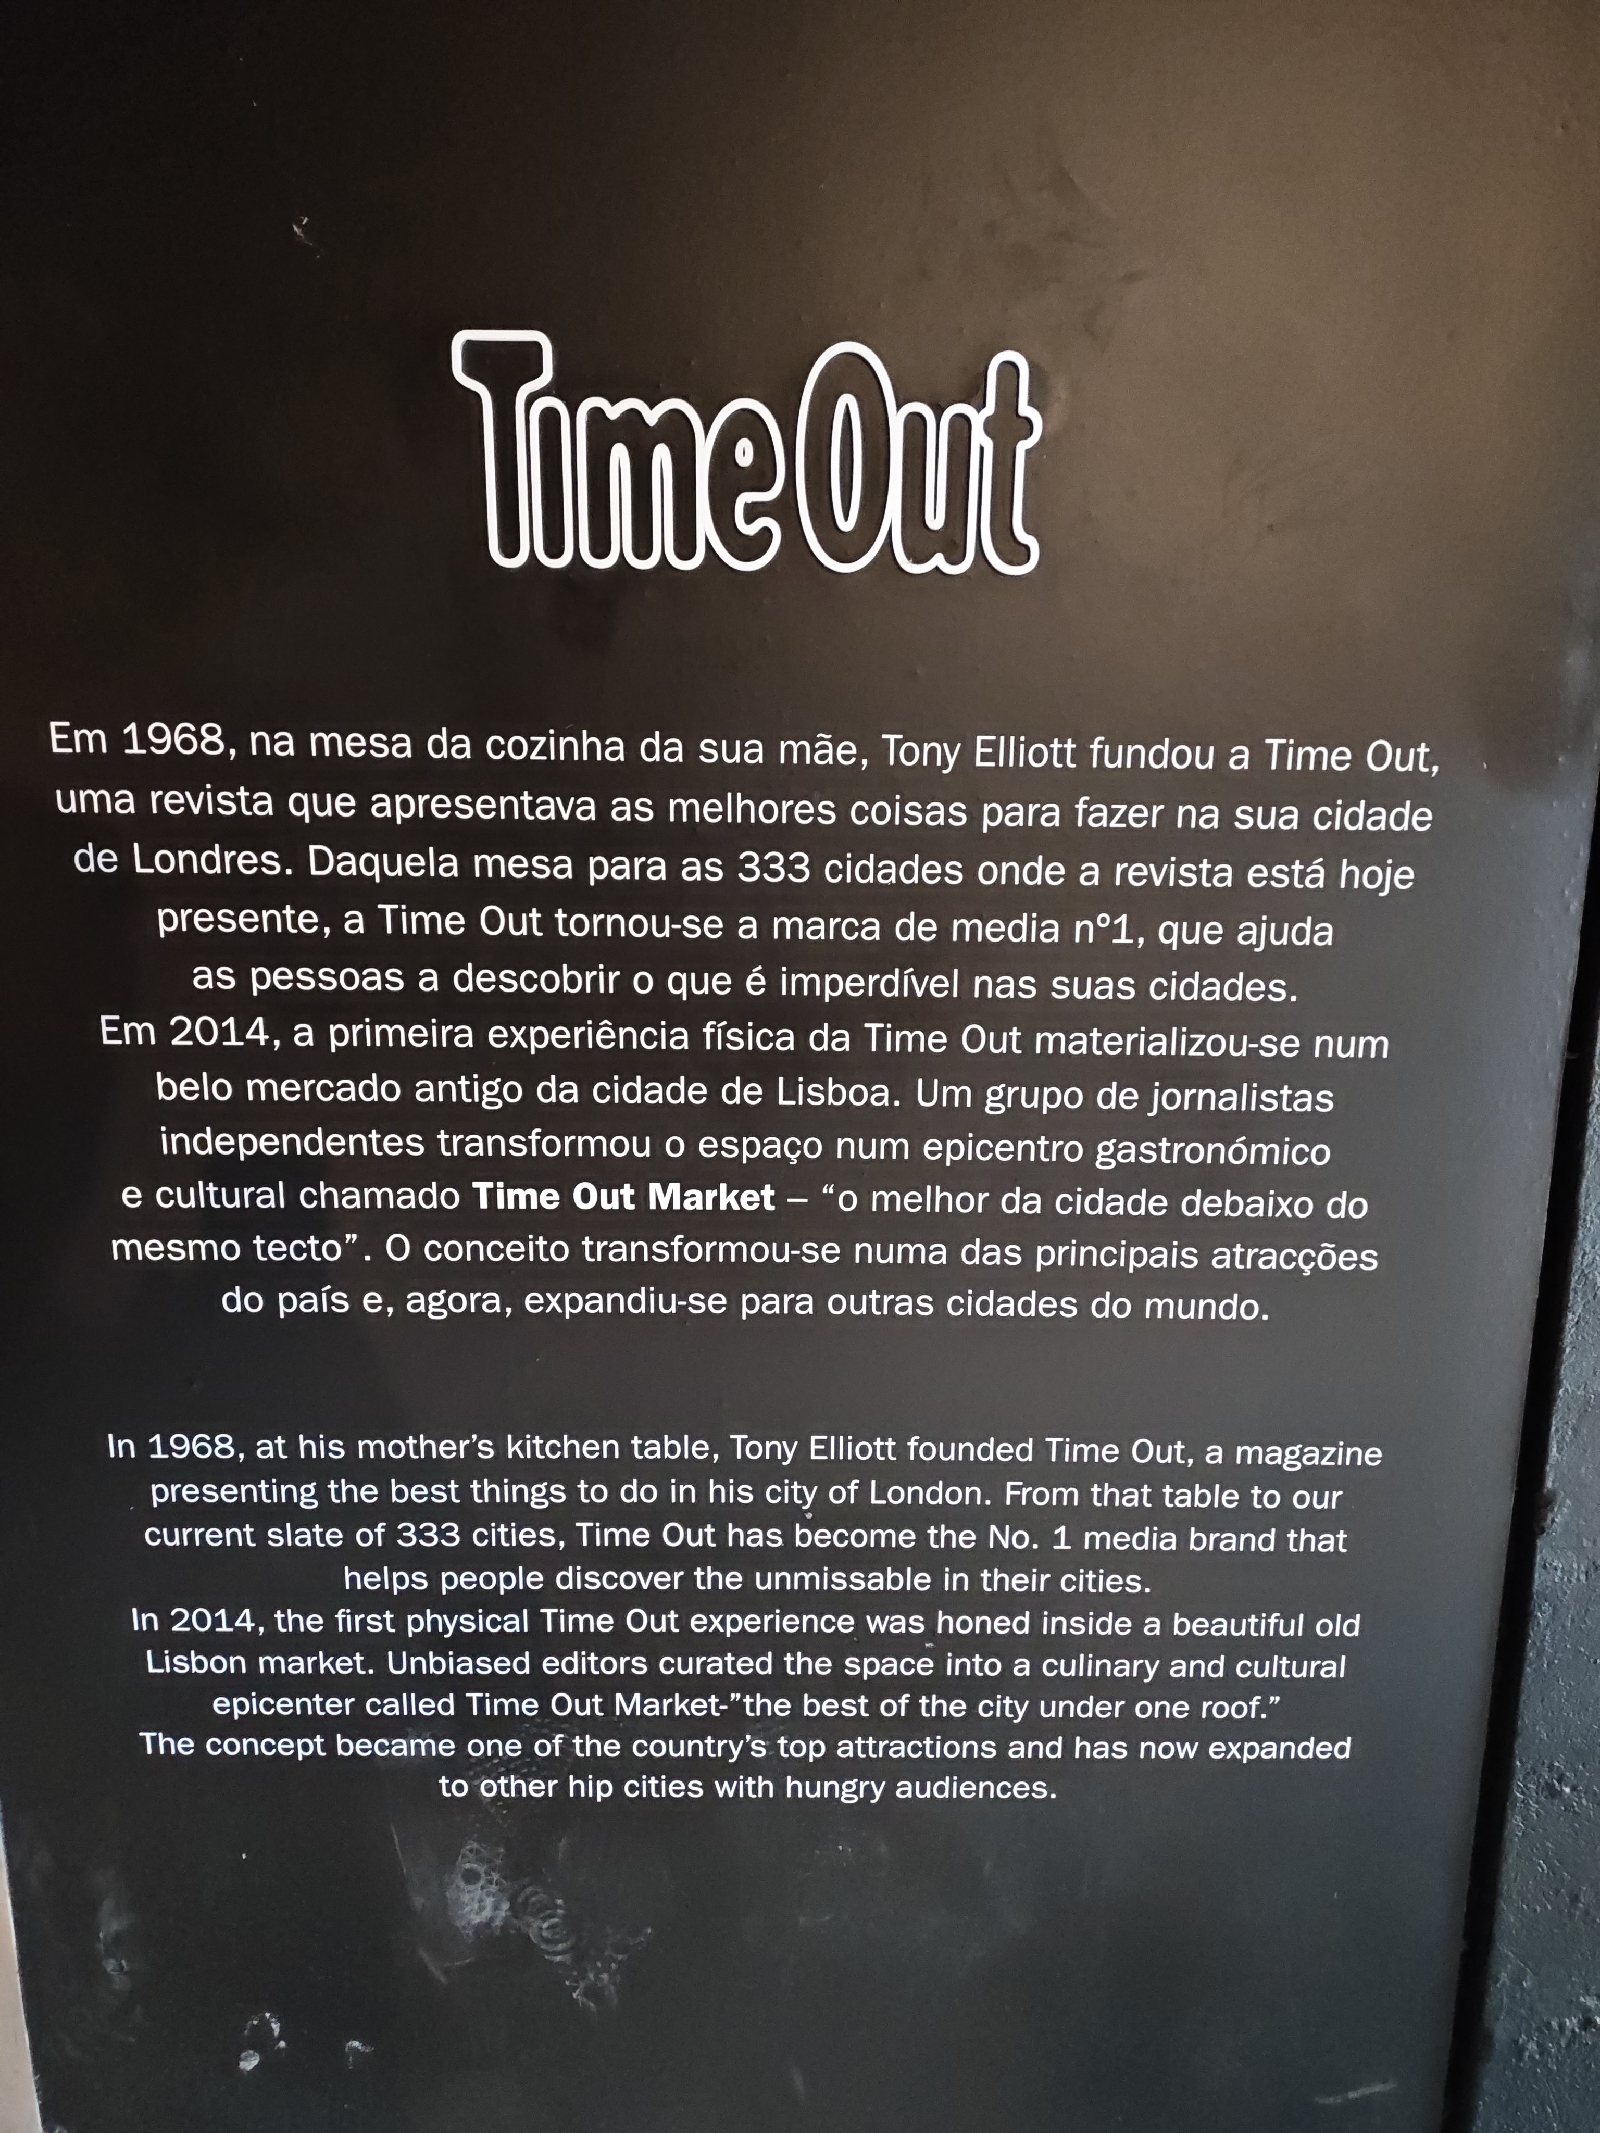 Time Out
Em 1968, na mesa da cozinha da sua mãe, Tony Elliott fundou a Time Out,
uma revista que apresentava as melhores coisas para fazer na sua cidade
de Londres. Daquela mesa para as 333 cidades onde a revista está hoje
presente, a Time Out tornou-se a marca de media nº1, que ajuda
as pessoas a descobrir o que é imperdível nas suas cidades.
Em 2014, a primeira experiência física da Time Out materializou-se num
belo mercado antigo da cidade de Lisboa. Um grupo de jornalistas
independentes transformou o espaço num epicentro gastronómico
e cultural chamado Time Out Market – “o melhor da cidade debaixo do
mesmo tecto”. O conceito transformou-se numa das principais atracções
do país e, agora, expandiu-se para outras cidades do mundo.
In 1968, at his mother’s kitchen table, Tony Elliott founded Time Out, a magazine
presenting the best things to do in his city of London. From that table to our
current slate of 333 cities, Time Out has become the No. 1 media brand that
helps people discover the unmissable in their cities.
In 2014, the first physical Time Out experience was honed inside a beautiful old
Lisbon market. Unbiased editors curated the space into a culinary and cultural
epicenter called Time Out Market-”the best of the city under one roof.”
The concept became one of the country’s top attractions and has now expanded
to other hip cities with hungry audiences.